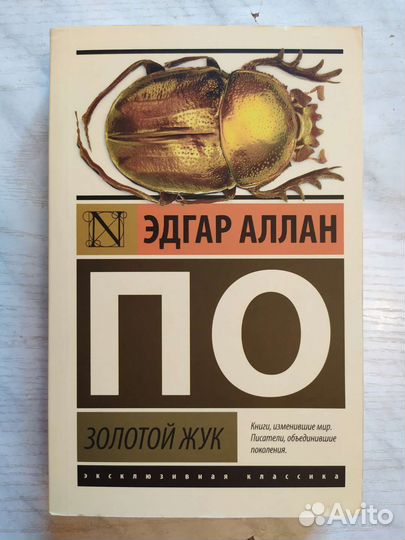 N
ЭДГАР АЛЛАН
ПО
ЗОЛОТОЙ ЖУК
Книги, изменившие мир.
Писатели, объединившие
поколения.
эксклюзивная классика
Avito